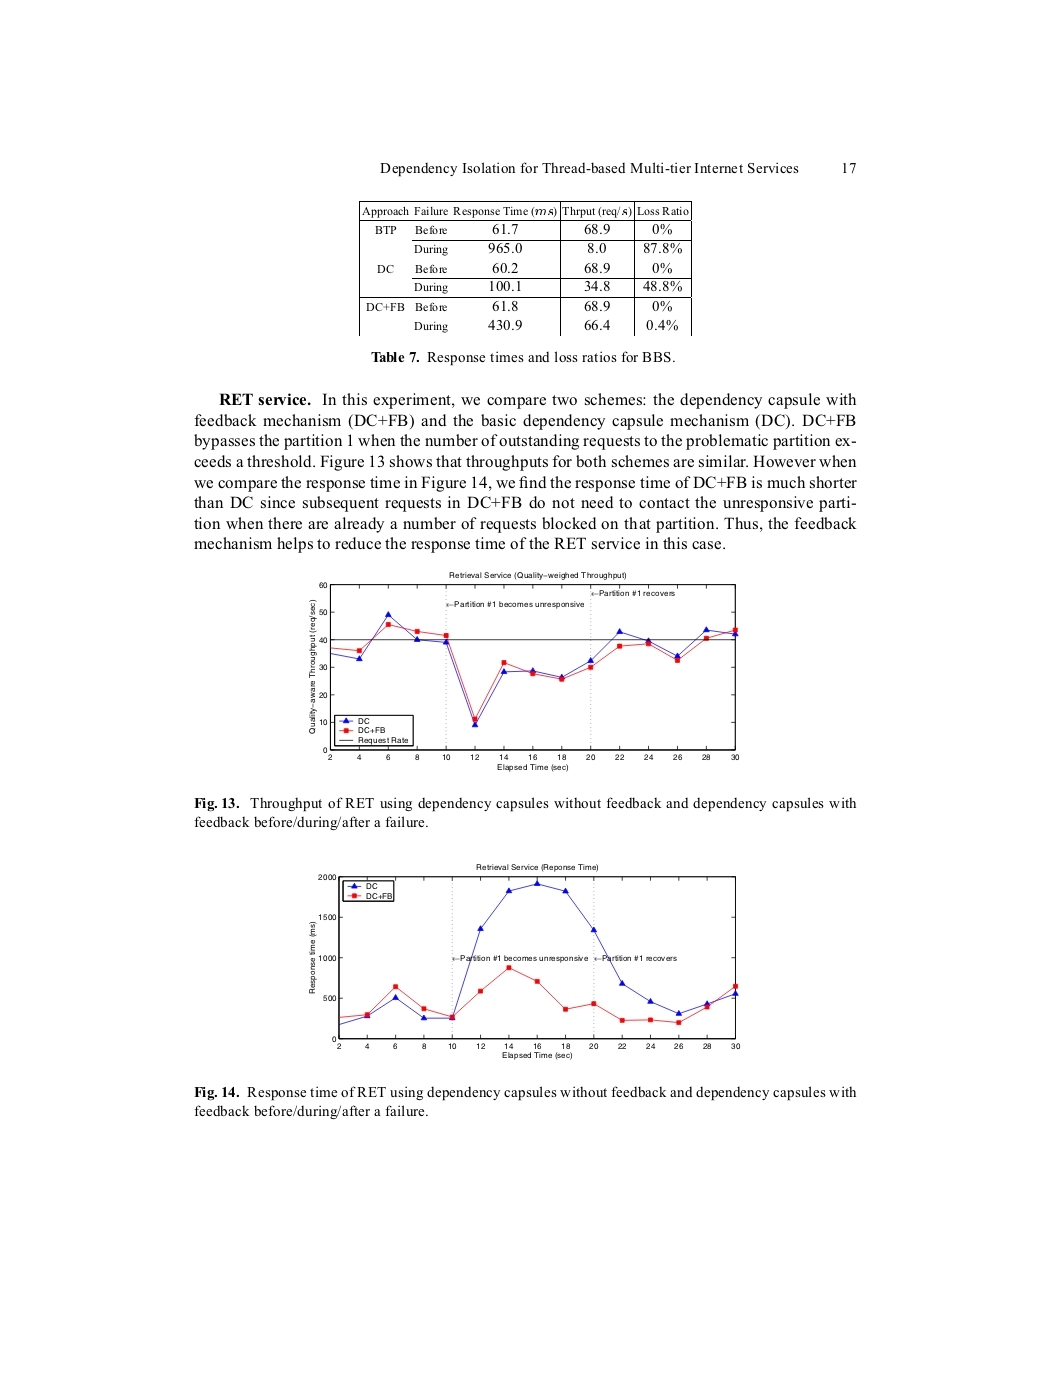 Dependency Isolation for Thread-based Multi-tier Internet Services 17
Approach Failure Response Time (ms) Thrput (req/s) Loss Ratio
BTP Before 61.7 68.9 0%
During 965.0 8.0 87.8%
DC Before 60.2 68.9 0%
During 100.1 34.8 48.8%
DC+FB Before 61.8 68.9 0%
During 430.9 66.4 0.4%
Table 7. Response times and loss ratios for BBS.
RET service. In this experiment, we compare two schemes: the dependency capsule with
feedback mechanism (DC+FB) and the basic dependency capsule mechanism (DC). DC+FB
bypasses the partition 1 when the number of outstanding requests to the problematic partition ex-
ceeds a threshold. Figure 13 shows that throughputs for both schemes are similar. However when
we compare the response time in Figure 14, we find the response time of DC+FB is much shorter
than DC since subsequent requests in DC+FB do not need to contact the unresponsive parti-
tion when there are already a number of requests blocked on that partition. Thus, the feedback
mechanism helps to reduce the response time of the RET service in this case.
Retrieval Service (Quality−weighed Throughput)
Quality−aware Throughput (req/sec)
60
50
40
30
20
10
0
←Partition #1 recovers
←Partition #1 becomes unresponsive
DC
DC+FB
Request Rate
2 4 6 8 10 12 14 16 18 20 22 24 26 28 30
Elapsed Time (sec)
Fig. 13. Throughput of RET using dependency capsules without feedback and dependency capsules with
feedback before/during/after a failure.
Retrieval Service (Reponse Time)
Response time (ms)
2000
1500
1000
500
0
DC
DC+FB
←Partition #1 becomes unresponsive ←Partition #1 recovers
2 4 6 8 10 12 14 16 18 20 22 24 26 28 30
Elapsed Time (sec)
Fig. 14. Response time of RET using dependency capsules without feedback and dependency capsules with
feedback before/during/after a failure.